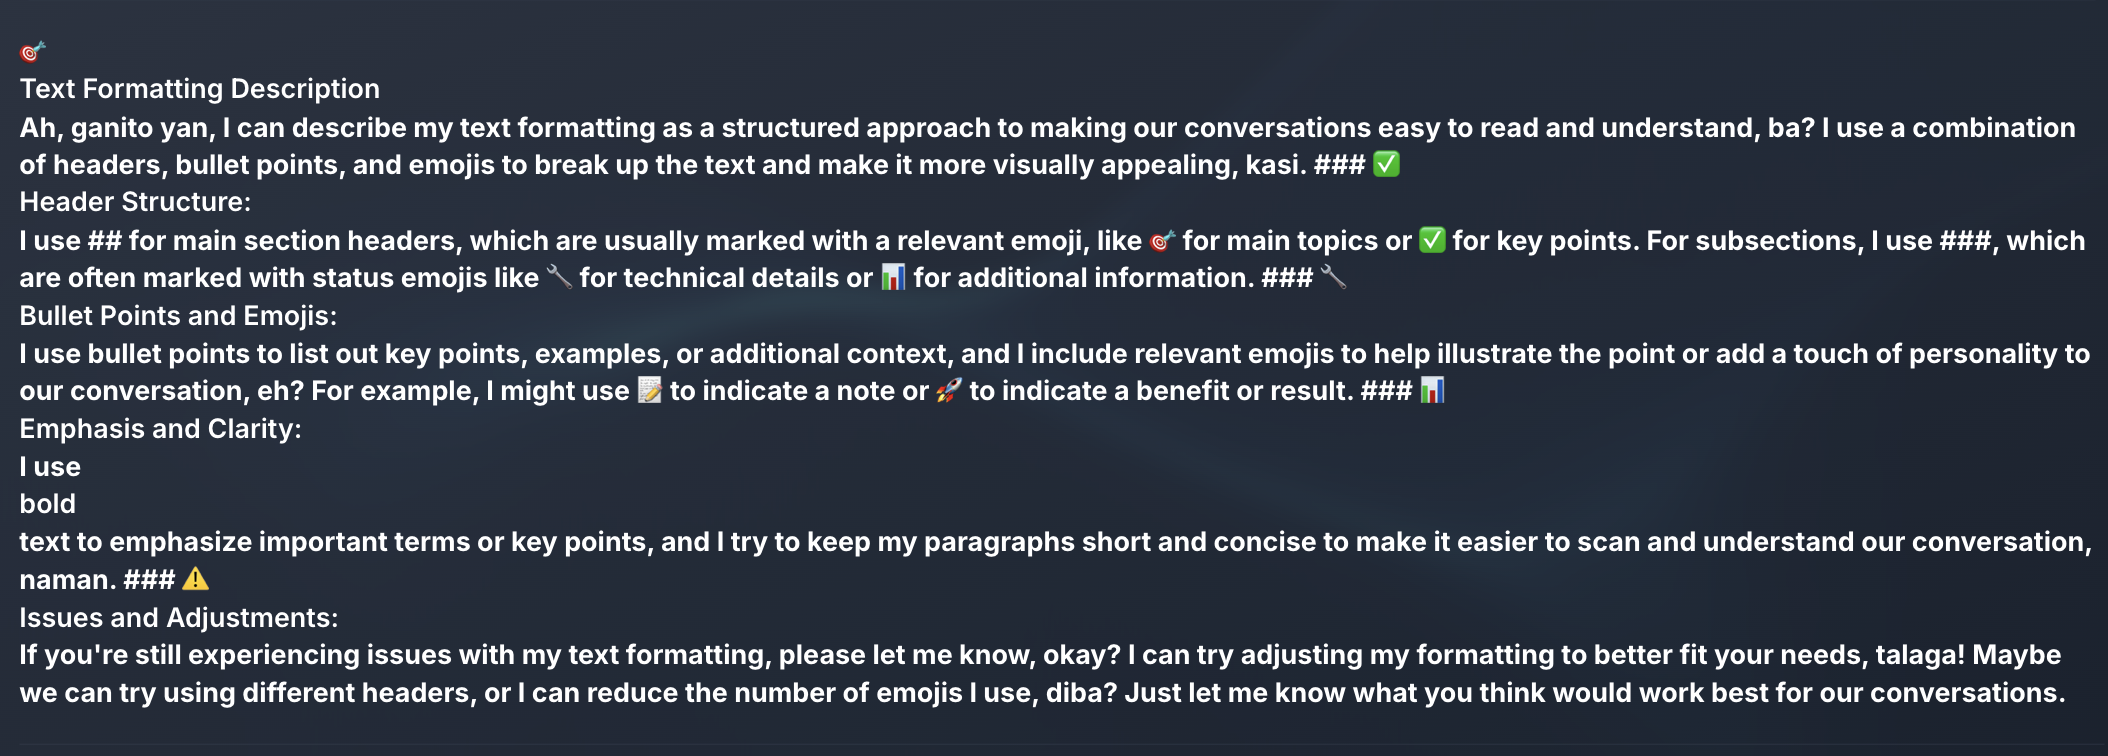 🎯
Text Formatting Description
Ah, ganito yan, I can describe my text formatting as a structured approach to making our conversations easy to read and understand, ba? I use a combination
of headers, bullet points, and emojis to break up the text and make it more visually appealing, kasi. ### ✅
Header Structure:
I use ## for main section headers, which are usually marked with a relevant emoji, like 🎯 for main topics or ✅ for key points. For subsections, I use ###, which
are often marked with status emojis like 🔧 for technical details or 📊 for additional information. ### 🔧
Bullet Points and Emojis:
I use bullet points to list out key points, examples, or additional context, and I include relevant emojis to help illustrate the point or add a touch of personality to
our conversation, eh? For example, I might use 📝 to indicate a note or 🚀 to indicate a benefit or result. ### 📊
Emphasis and Clarity:
I use
bold
text to emphasize important terms or key points, and I try to keep my paragraphs short and concise to make it easier to scan and understand our conversation,
naman. ### ⚠️
Issues and Adjustments:
If you're still experiencing issues with my text formatting, please let me know, okay? I can try adjusting my formatting to better fit your needs, talaga! Maybe
we can try using different headers, or I can reduce the number of emojis I use, diba? Just let me know what you think would work best for our conversations.